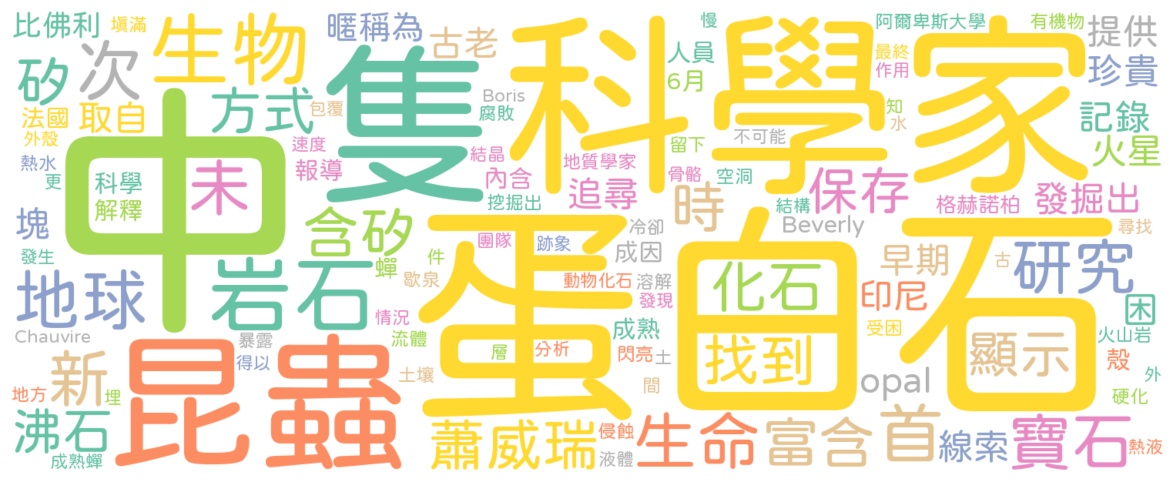 比佛利 填滿 暱稱為 古老 慢 阿爾卑斯大學 有機物 提供
矽 次 生物 隻 科學家 人員 最終 作用 珍貴
法國 取自 方式 包覆 Boris 腐敗 6月 知 記錄
外殼 中 速度 結晶 留下 不可能 水 火星
熱水 更 科學 未 報導 內含 地質學家 骨骼 空洞
解釋 挖掘出 追尋 時 結構 保存 格赫諾柏 發掘出
塊 含矽 團隊 跡象 冷卻 Beverly 尋找
發生 蟬 件 成因 蛋白石 早期 古 研究
地球 岩石 歇泉 動物化石 溶解 化石 印尼 困
Chauvire 情況 流體 發現 受困 火山岩
暴露 成熟 找到 顯示
得以 層 分析 閃亮 土 殼 外
地方 新 埋 昆蟲 土壤 間 opal 硬化
沸石 蕭威瑞 侵蝕 生命 富含 首 線索 寶石 熱液
成熟蟬 液體